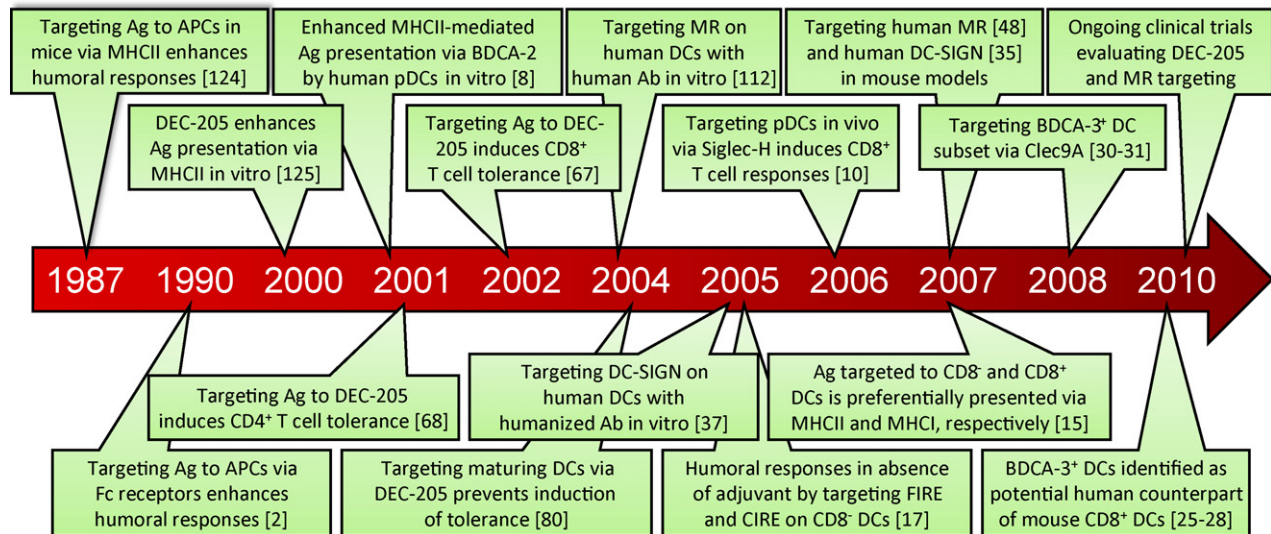 Targeting Ag to APCs in
mice via MHCII enhances
humoral responses [124]
Enhanced MHCII-mediated
Ag presentation via BDCA-2
by human pDCs in vitro [8]
Targeting MR on
human DCs with
human Ab in vitro [112]
Targeting human MR [48]
and human DC-SIGN [35]
in mouse models
Ongoing clinical trials
evaluating DEC-205
and MR targeting
DEC-205 enhances
Ag presentation via
MHCII in vitro [125]
Targeting Ag to DEC-
205 induces CD8⁺
T cell tolerance [67]
Targeting pDCs in vivo
via Siglec-H induces CD8⁺
T cell responses [10]
Targeting BDCA-3⁺ DC
subset via Clec9A [30-31]
1987 1990 2000 2001 2002 2004 2005 2006 2007 2008 2010
Targeting Ag to DEC-205
induces CD4⁺ T cell tolerance [68]
Targeting DC-SIGN on
human DCs with
humanized Ab in vitro [37]
Ag targeted to CD8⁻ and CD8⁺
DCs is preferentially presented via
MHCII and MHCI, respectively [15]
Targeting Ag to APCs via
Fc receptors enhances
humoral responses [2]
Targeting maturing DCs via
DEC-205 prevents induction
of tolerance [80]
Humoral responses in absence
of adjuvant by targeting FIRE
and CIRE on CD8⁻ DCs [17]
BDCA-3⁺ DCs identified as
potential human counterpart
of mouse CD8⁺ DCs [25-28]